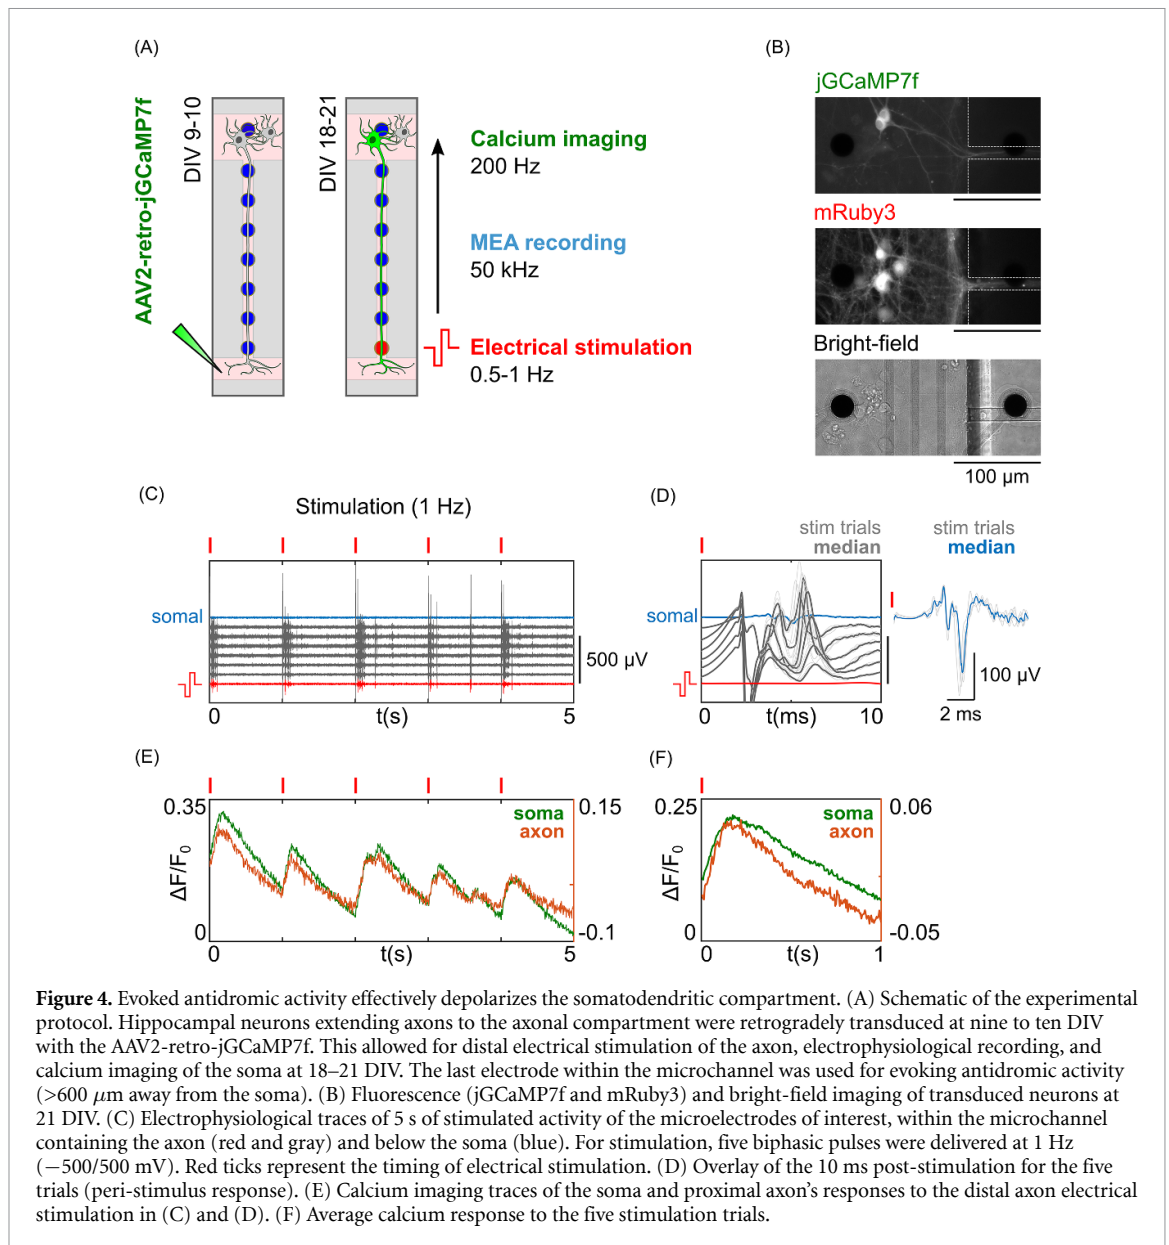 (A)
AAV2-retro-jGCaMP7f
DIV 9-10
DIV 18-21
Calcium imaging
200 Hz
MEA recording
50 kHz
Electrical stimulation
0.5-1 Hz
(B)
jGCaMP7f
mRuby3
Bright-field
100 µm
(C)
Stimulation (1 Hz)
somal
500 µV
0
t(s)
5
(D)
stim trials
median
somal
0
t(ms)
10
stim trials
median
100 µV
2 ms
(E)
0.35
0.15
soma
axon
ΔF/F0
0
-0.1
0
t(s)
5
(F)
0.25
0.06
soma
axon
ΔF/F0
0
-0.05
0
t(s)
1
Figure 4. Evoked antidromic activity effectively depolarizes the somatodendritic compartment. (A) Schematic of the experimental
protocol. Hippocampal neurons extending axons to the axonal compartment were retrogradely transduced at nine to ten DIV
with the AAV2-retro-jGCaMP7f. This allowed for distal electrical stimulation of the axon, electrophysiological recording, and
calcium imaging of the soma at 18–21 DIV. The last electrode within the microchannel was used for evoking antidromic activity
(>600 µm away from the soma). (B) Fluorescence (jGCaMP7f and mRuby3) and bright-field imaging of transduced neurons at
21 DIV. (C) Electrophysiological traces of 5 s of stimulated activity of the microelectrodes of interest, within the microchannel
containing the axon (red and gray) and below the soma (blue). For stimulation, five biphasic pulses were delivered at 1 Hz
(−500/500 mV). Red ticks represent the timing of electrical stimulation. (D) Overlay of the 10 ms post-stimulation for the five
trials (peri-stimulus response). (E) Calcium imaging traces of the soma and proximal axon's responses to the distal axon electrical
stimulation in (C) and (D). (F) Average calcium response to the five stimulation trials.